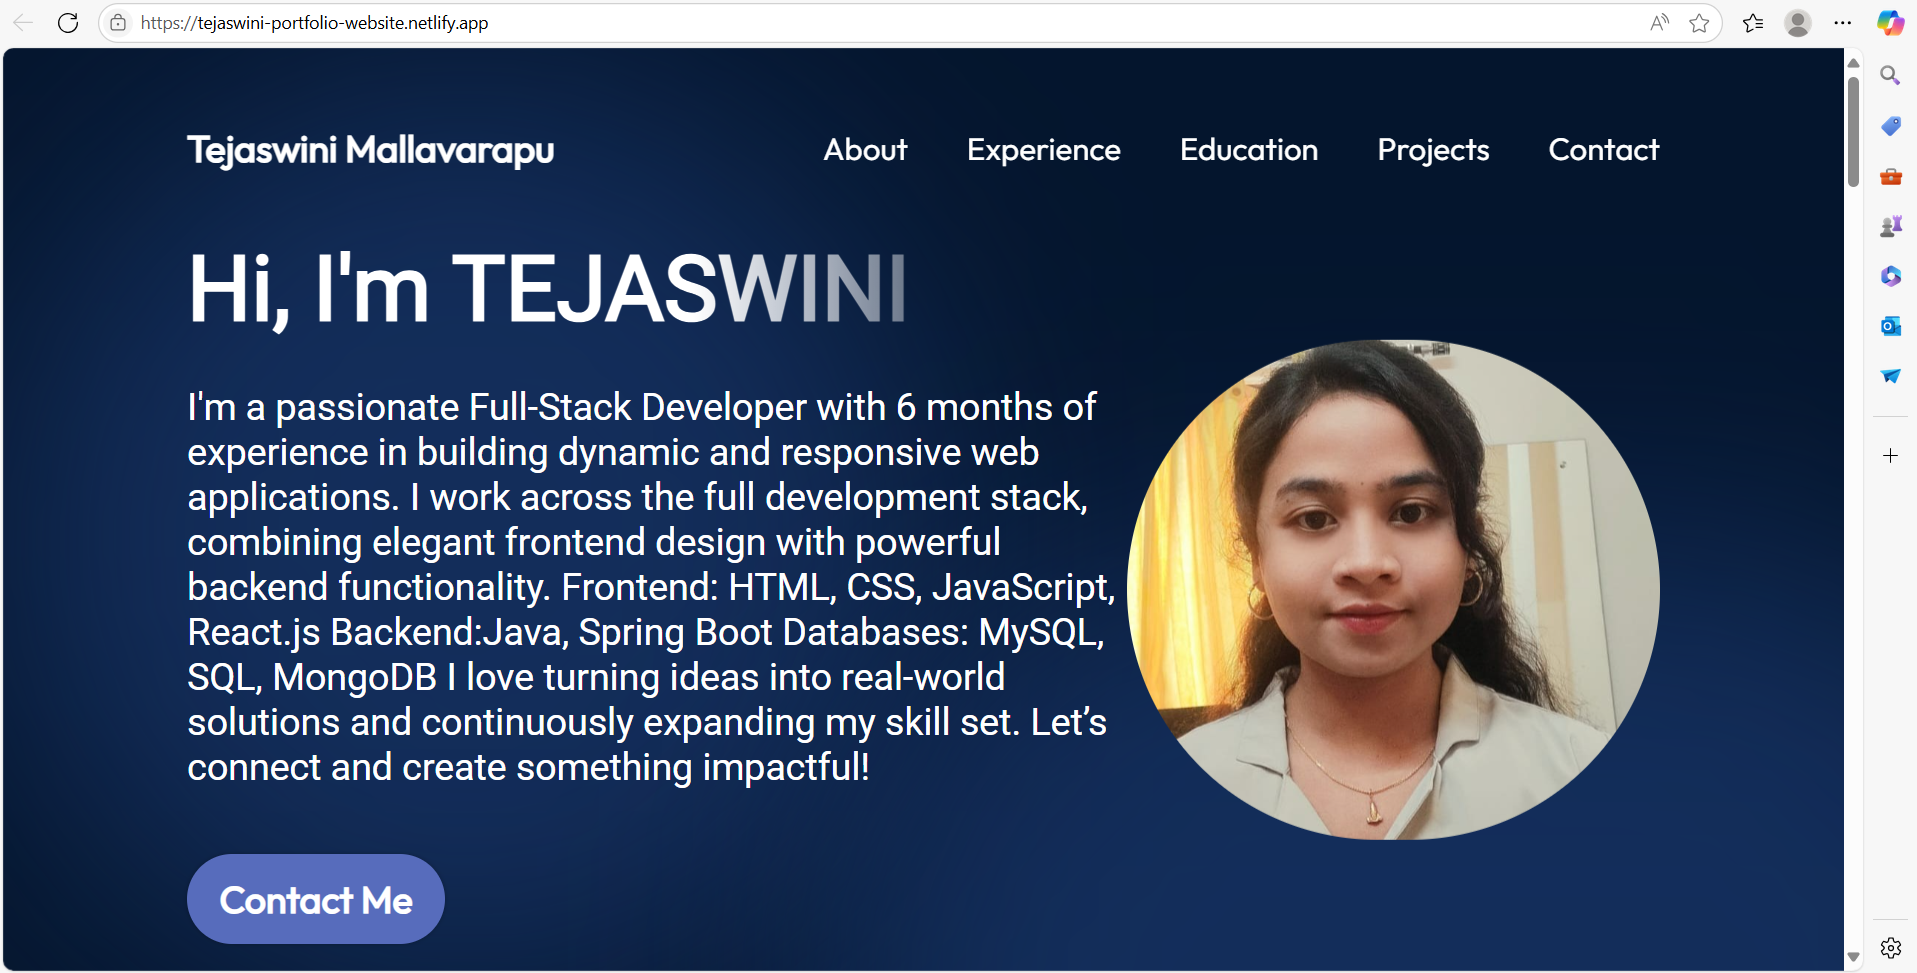 https://tejaswini-portfolio-website.netlify.app
Tejaswini Mallavarapu
About
Experience
Education
Projects
Contact
Hi, I'm TEJASWINI
I'm a passionate Full-Stack Developer with 6 months of
experience in building dynamic and responsive web
applications. I work across the full development stack,
combining elegant frontend design with powerful
backend functionality. Frontend: HTML, CSS, JavaScript,
React.js Backend:Java, Spring Boot Databases: MySQL,
SQL, MongoDB I love turning ideas into real-world
solutions and continuously expanding my skill set. Let’s
connect and create something impactful!
Contact Me